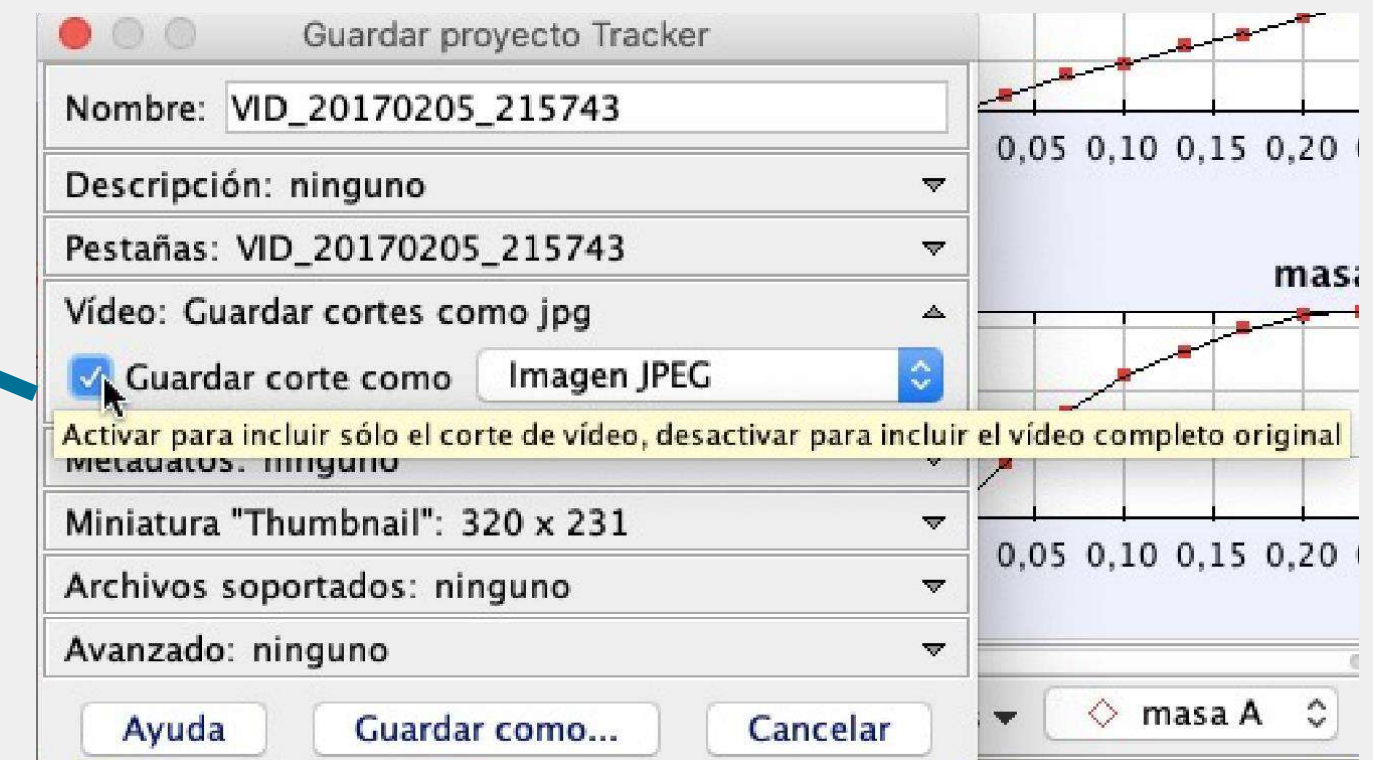 Guardar proyecto Tracker
Nombre: VID_20170205_215743
Descripción: ninguno
Pestañas: VID_20170205_215743
Vídeo: Guardar cortes como jpg
Guardar corte como Imagen JPEG
Activar para incluir sólo el corte de vídeo, desactivar para incluir el vídeo completo original
Metadatos: ninguno
Miniatura "Thumbnail": 320 x 231
Archivos soportados: ninguno
Avanzado: ninguno
Ayuda Guardar como... Cancelar
0,05 0,10 0,15 0,20
masa
0,05 0,10 0,15 0,20
masa A